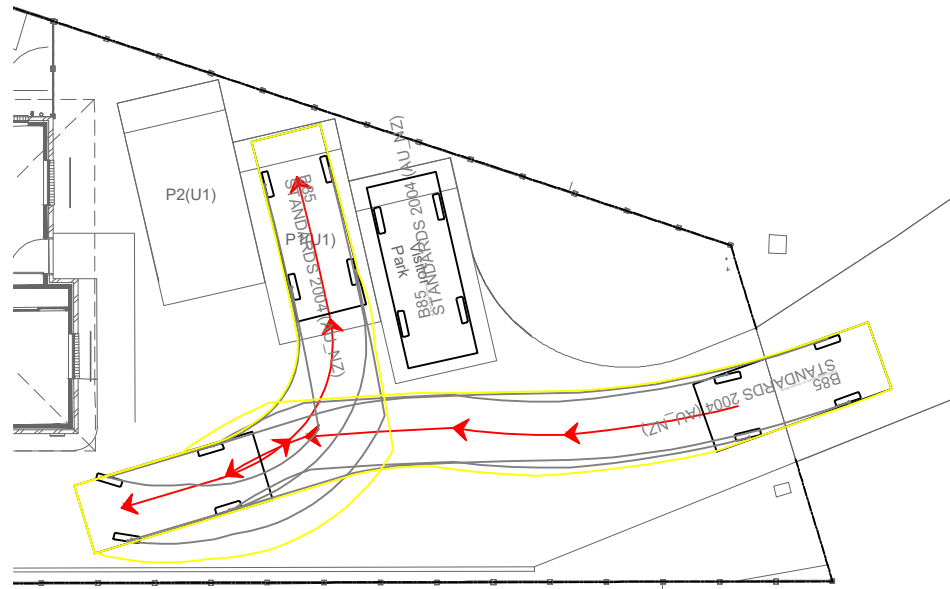 P2(U1)
B85
STANDARDS 2004 (AU_NZ)
P1(U1)
Visitor
Park
B85
STANDARDS 2004 (AU_NZ)
B85
STANDARDS 2004 (AU_NZ)